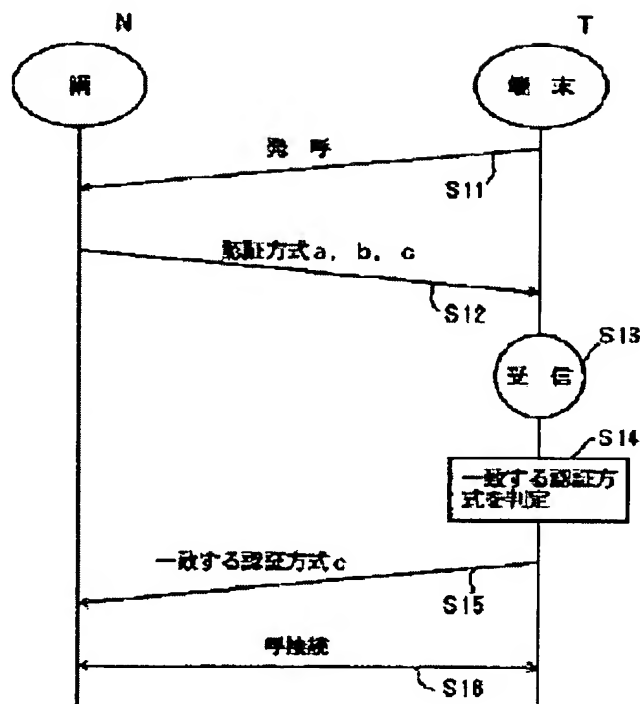 N
T
網
端 末
発 呼
S11
認証方式a, b, c
S12
S13
受 信
S14
一致する認証方
式を判定
一致する認証方式c
S15
呼接続
S16